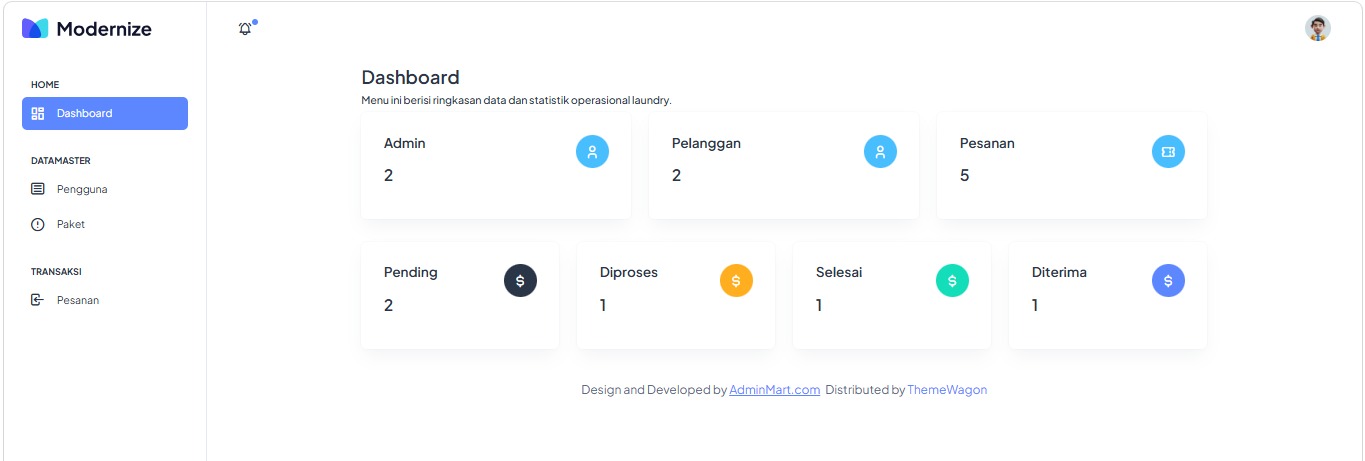 Modernize
HOME
Dashboard
DATAMASTER
Pengguna
Paket
TRANSAKSI
Pesanan
Dashboard
Menu ini berisi ringkasan data dan statistik operasional laundry.
Admin
2
Pelanggan
2
Pesanan
5
Pending
2
$
Diproses
1
$
Selesai
1
$
Diterima
1
$
Design and Developed by AdminMart.com Distributed by ThemeWagon